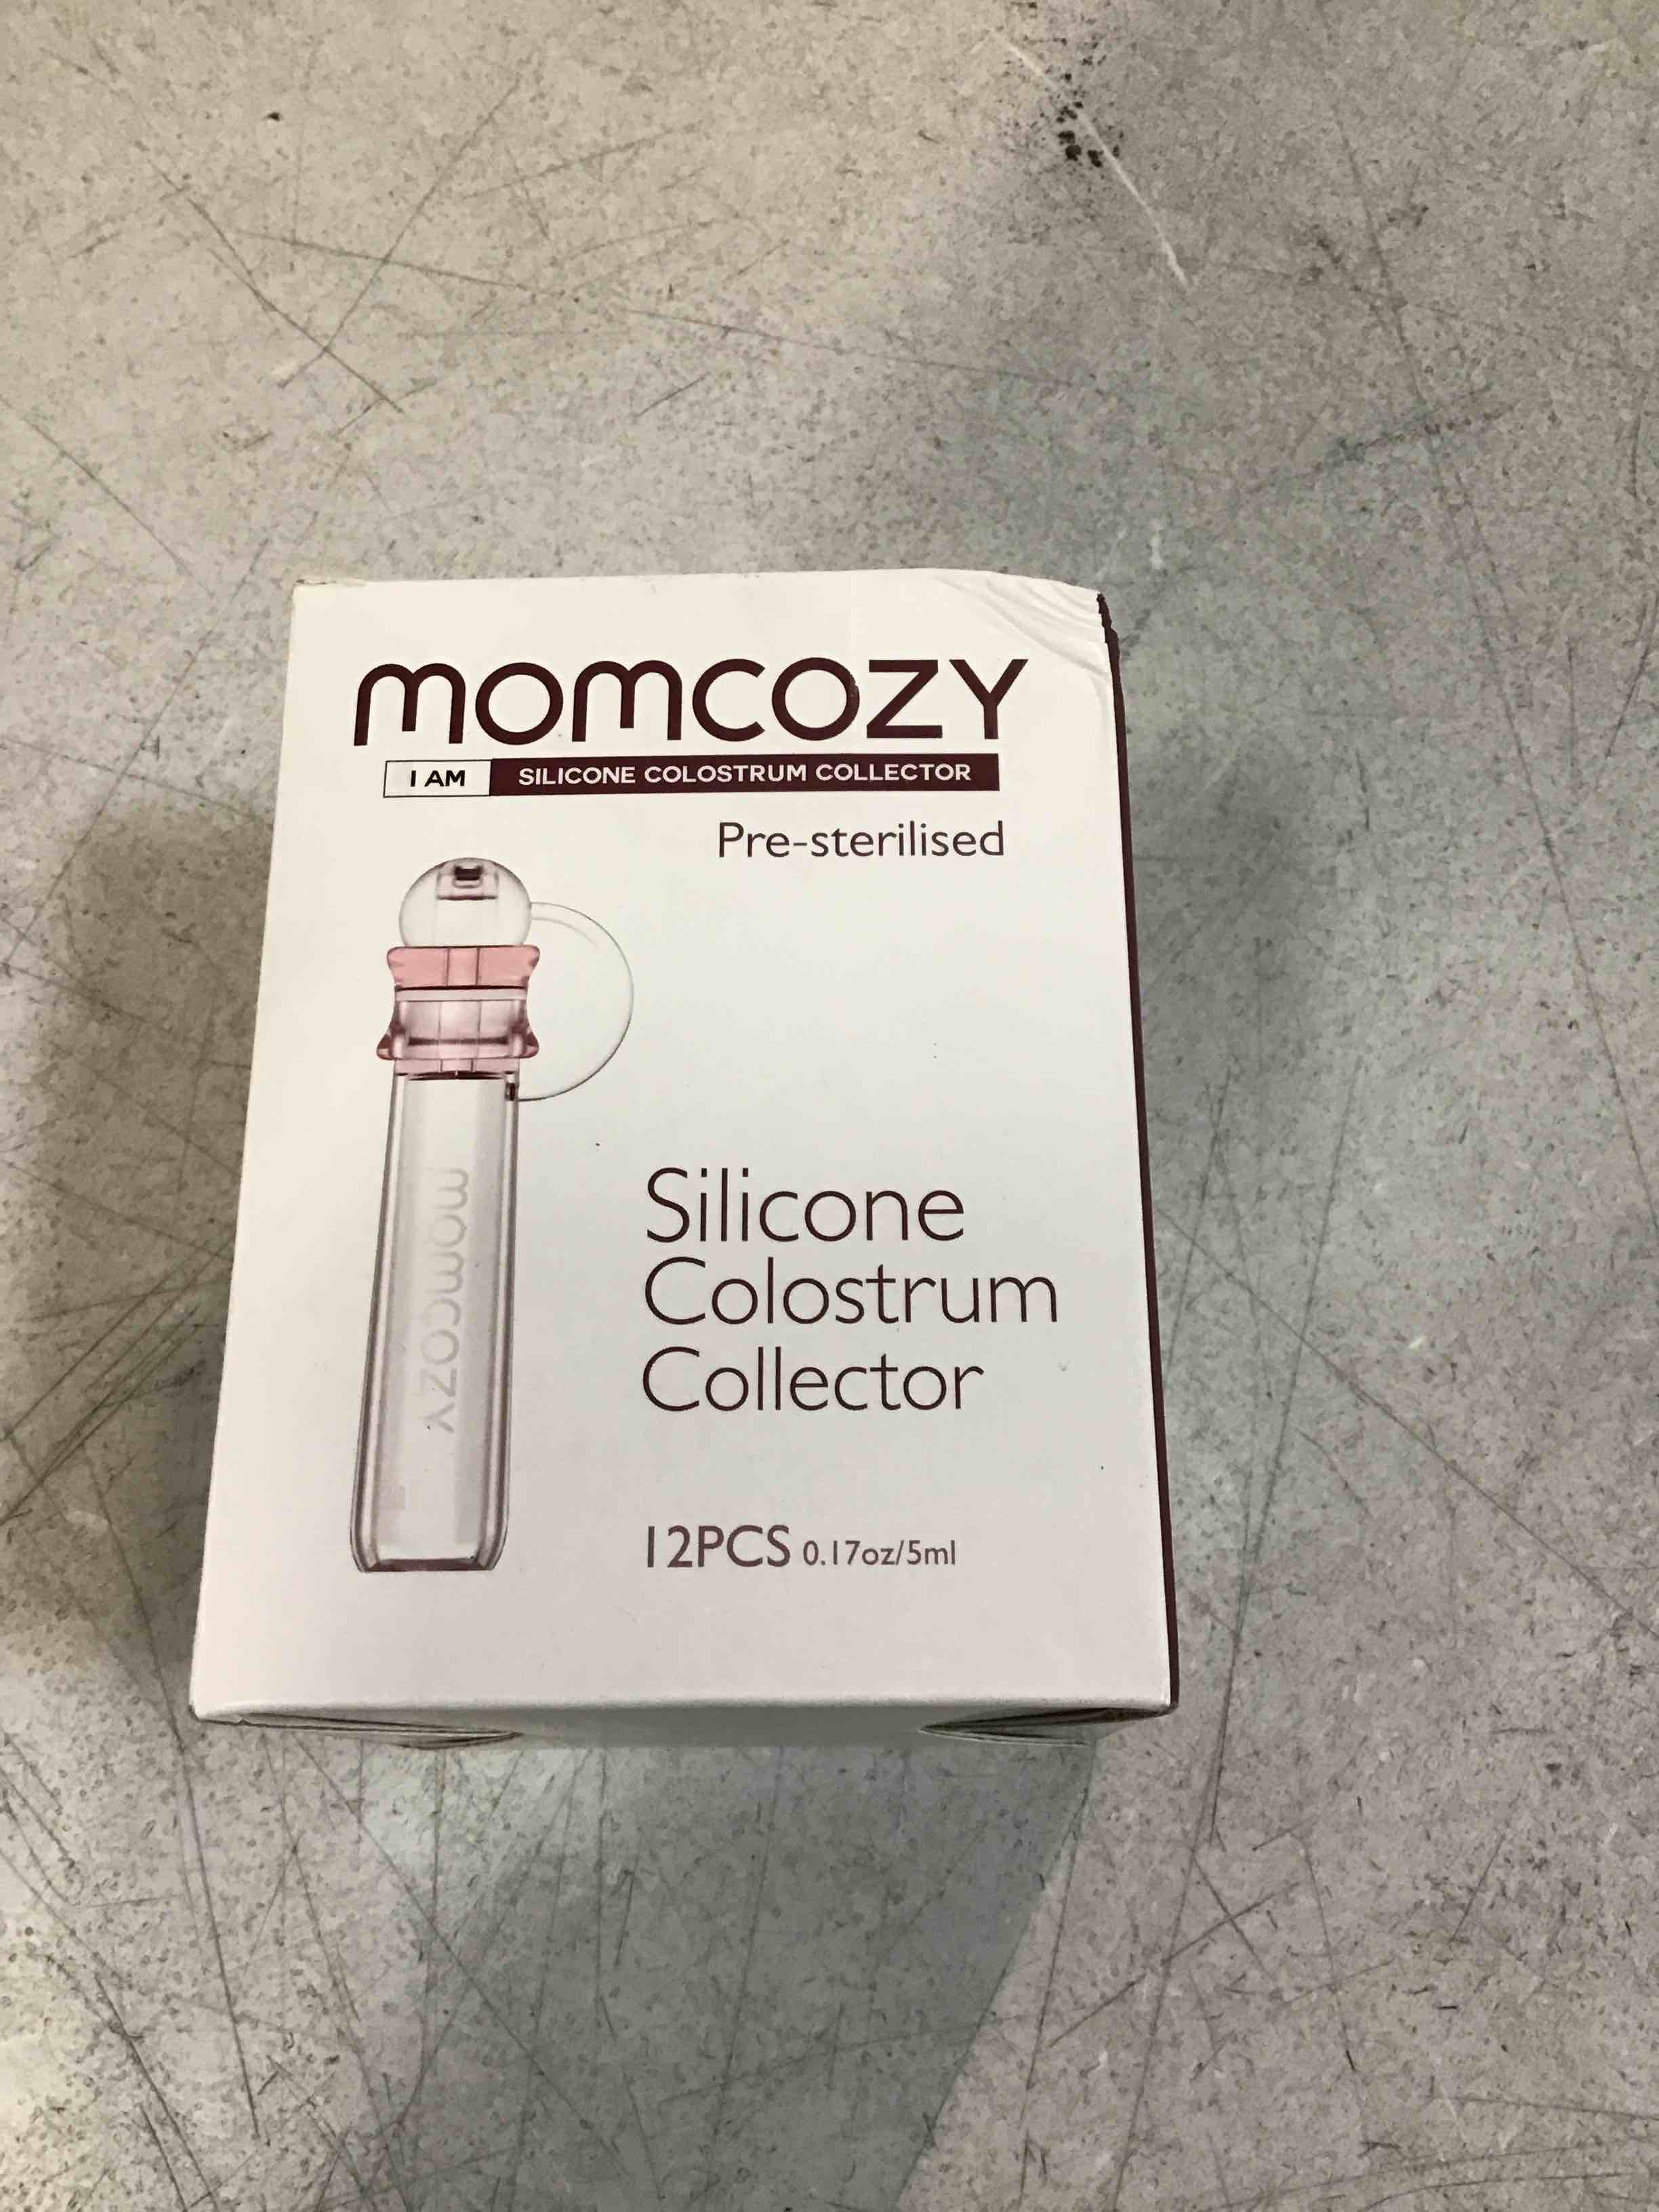 momcozy
I AM SILICONE COLOSTRUM COLLECTOR
Pre-sterilised
momcozy
Silicone
Colostrum
Collector
12PCS 0.17oz/5ml